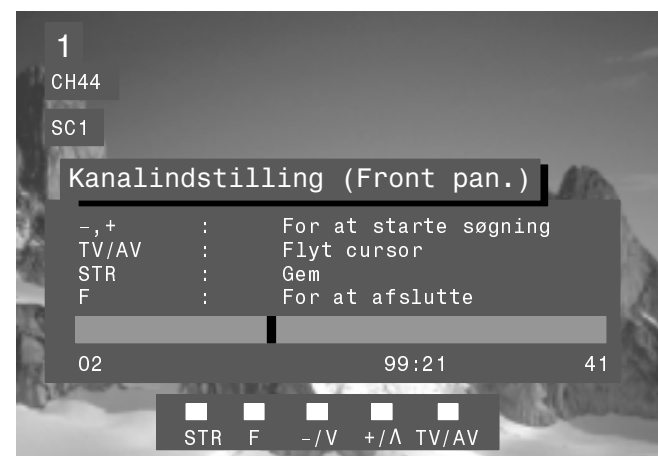 1
CH44
SC1
Kanalindstilling (Front pan.)
–,+ : For at starte søgning
TV/AV : Flyt cursor
STR : Gem
F : For at afslutte
02 99:21 41
STR F –/V +/Λ TV/AV